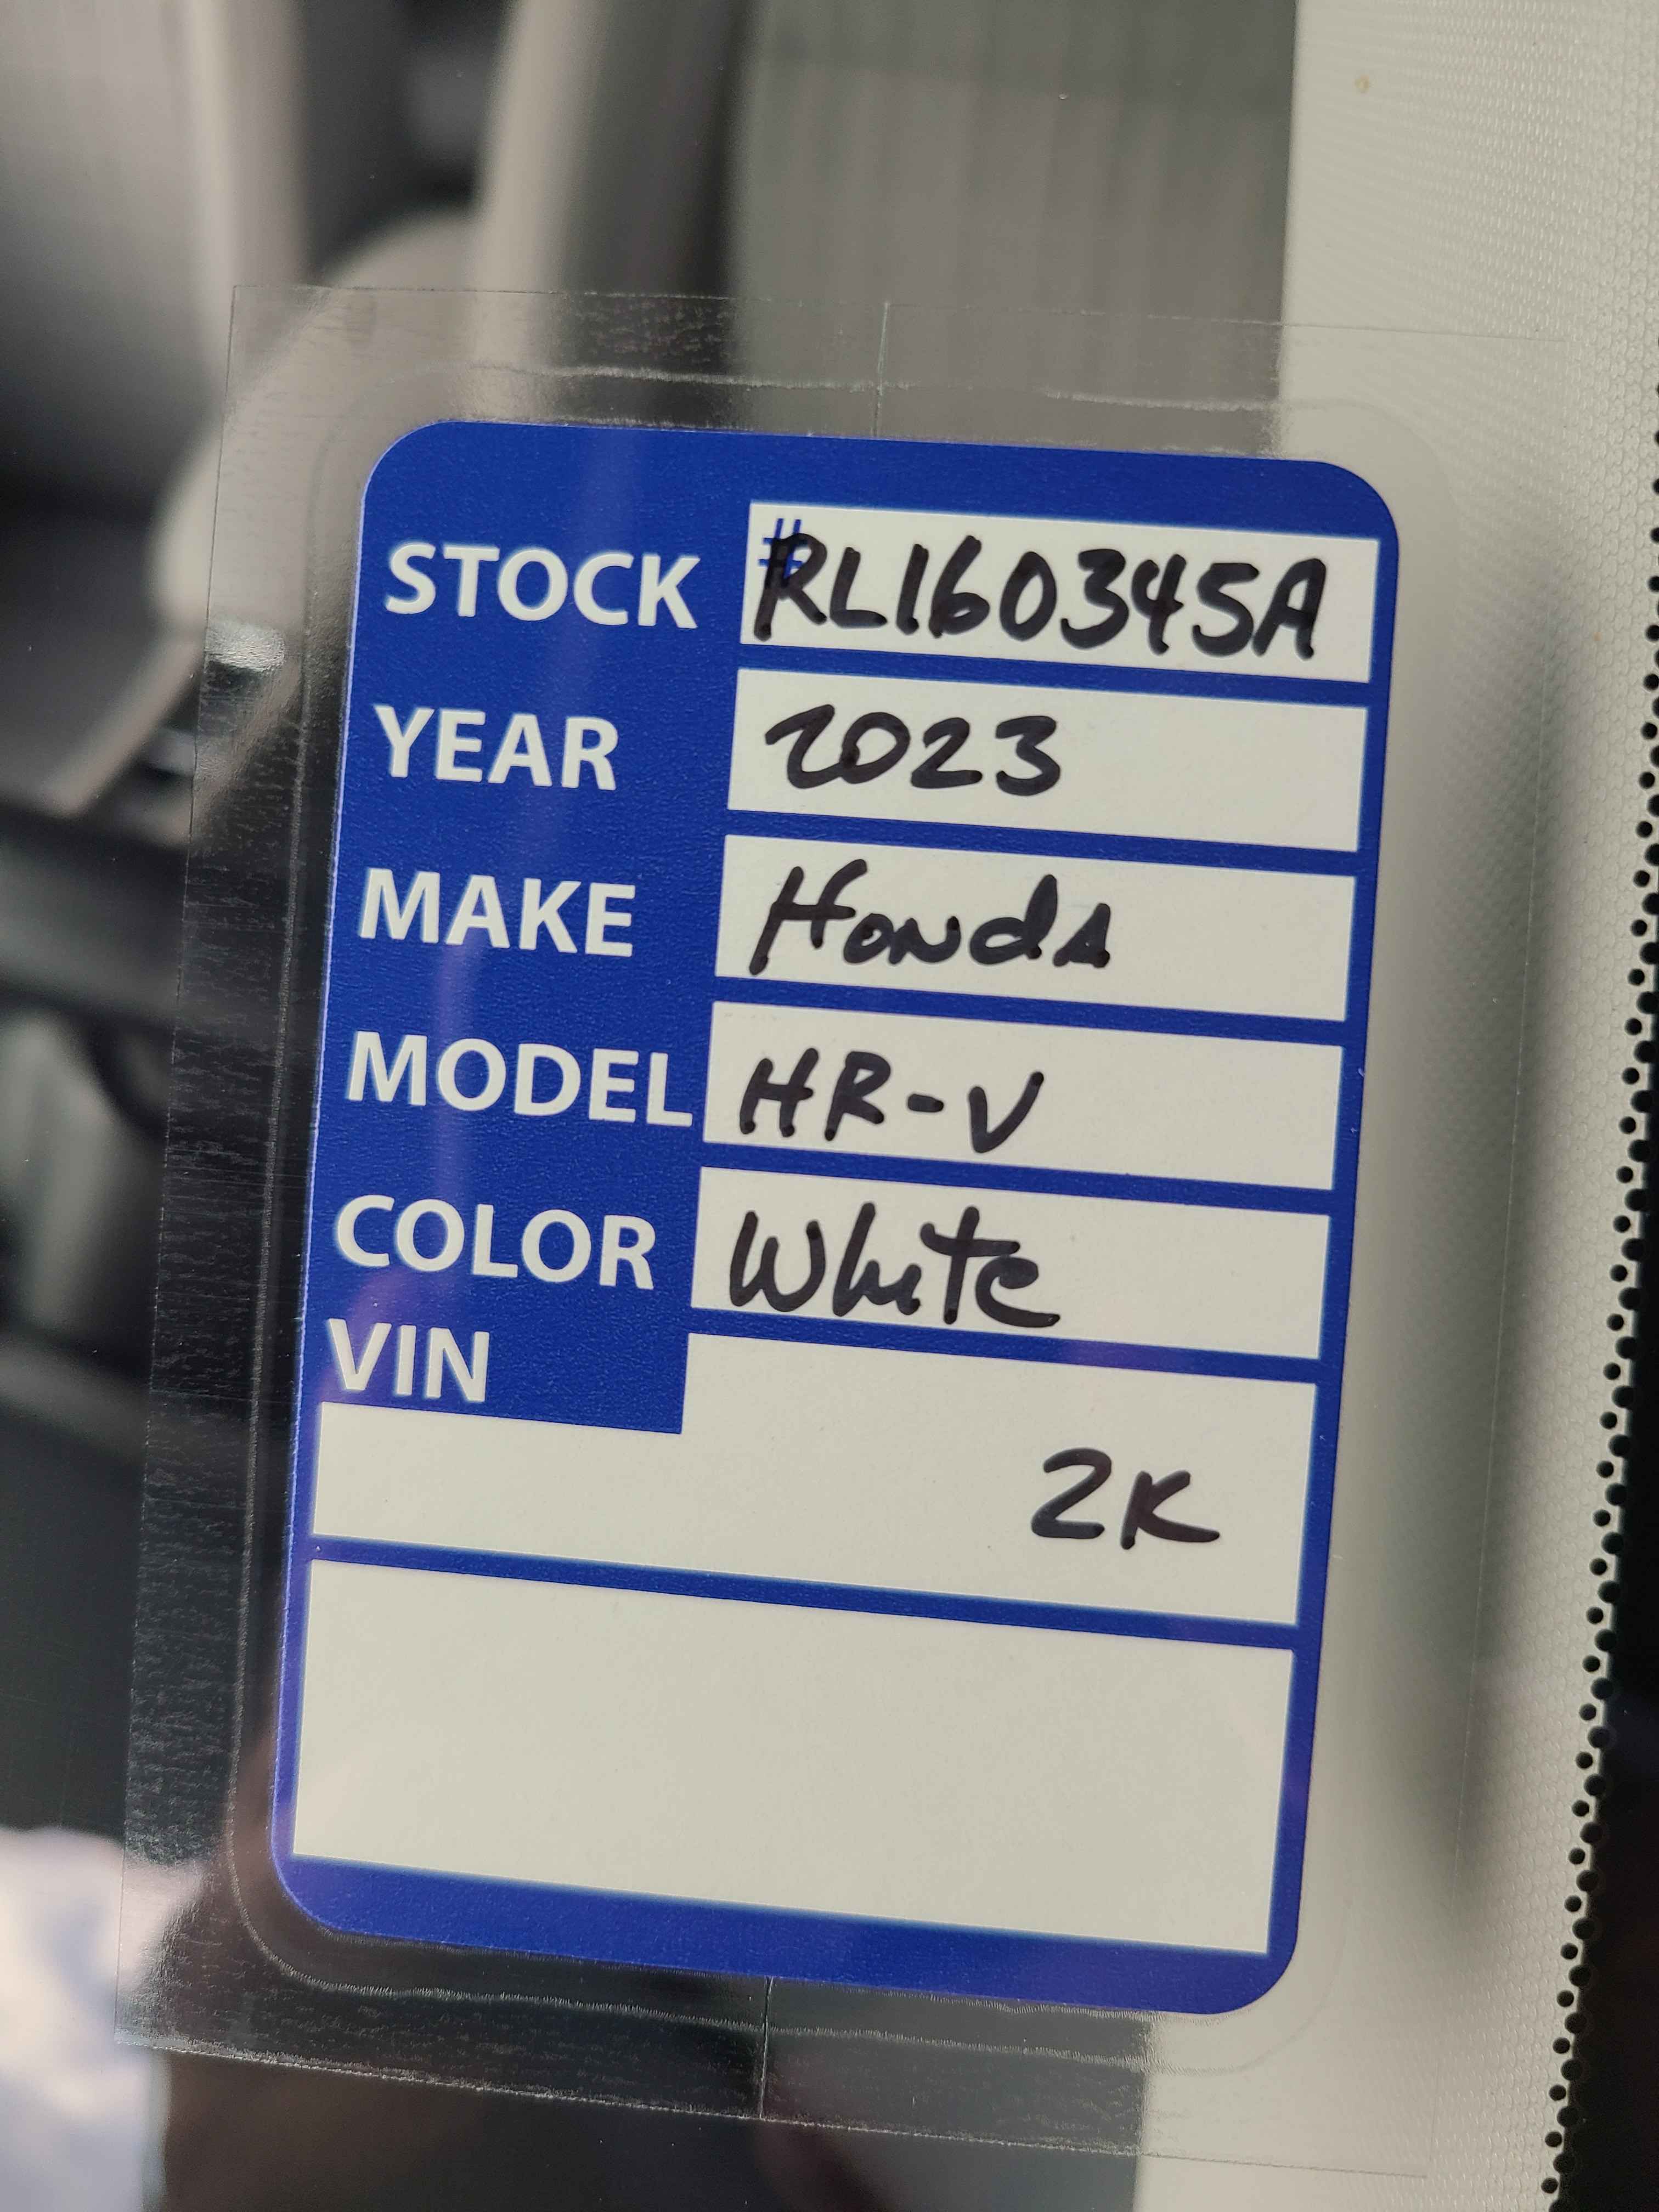 STOCK #RL160345A
YEAR 2023
MAKE Honda
MODEL HR-V
COLOR White
VIN
2K